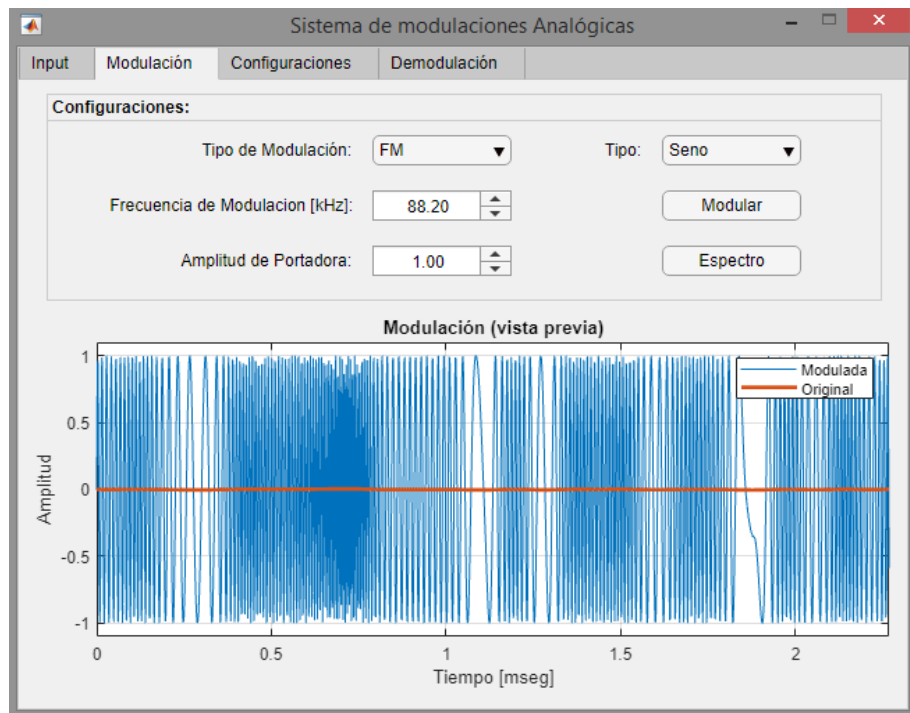 Sistema de modulaciones Analógicas
Input Modulación Configuraciones Demodulación
Configuraciones:
Tipo de Modulación: FM Tipo: Seno
Frecuencia de Modulacion [kHz]: 88.20 Modular
Amplitud de Portadora: 1.00 Espectro
Modulación (vista previa)
Modulada
Original
Amplitud
1
0.5
0
-0.5
-1
0 0.5 1 1.5 2
Tiempo [mseg]